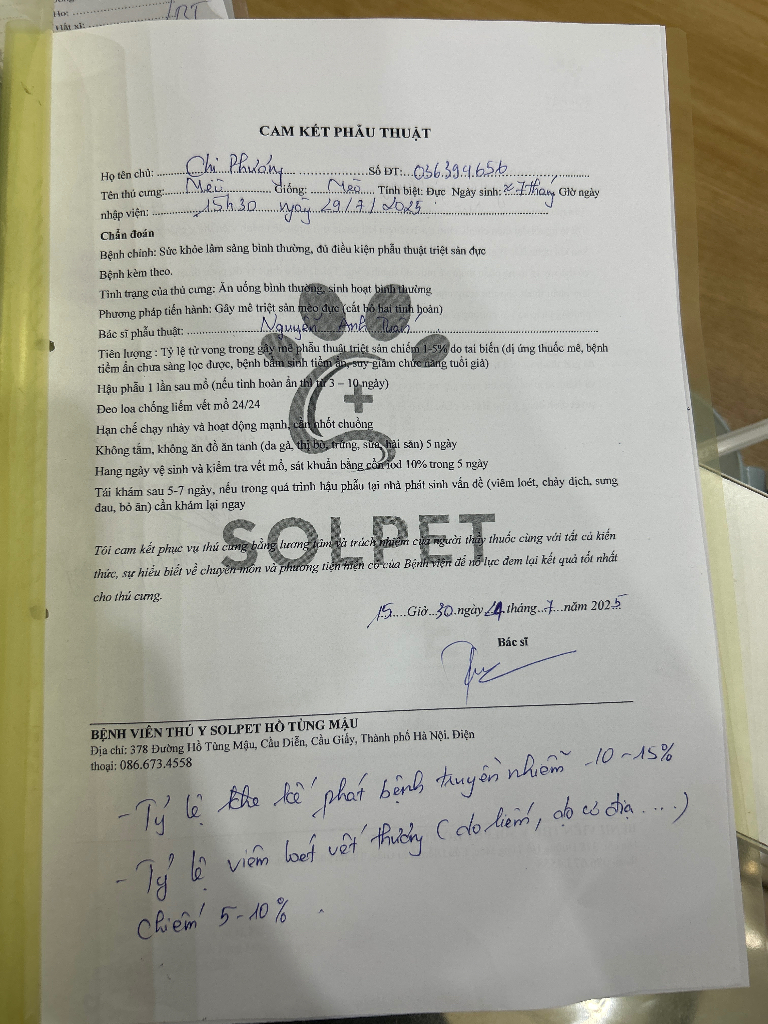 Họ:
LRT
Hát xì:
CAM KẾT PHẪU THUẬT
Họ tên chủ: Chị Phương Số ĐT: 036.399.656
Tên thú cưng: Giống: Mèo Tính biệt: Đực Ngày sinh: ≈ 7 tháng Giờ ngày
nhập viện: 15h30 ngày 29/7/2025
Chẩn đoán
Bệnh chính: Sức khỏe lâm sàng bình thường, đủ điều kiện phẫu thuật triệt sản đực
Bệnh kèm theo.
Tình trạng của thú cưng: Ăn uống bình thường, sinh hoạt bình thường
Phương pháp tiến hành: Gây mê triệt sản mèo đực (cắt bỏ hai tinh hoàn)
Bác sĩ phẫu thuật: Nguyễn Anh Tuấn
Tiên lượng : Tỷ lệ tử vong trong gây mê phẫu thuật triệt sản chiếm 1-5% do tai biến (dị ứng thuốc mê, bệnh
tiềm ẩn chưa sàng lọc được, bệnh bẩm sinh tiềm ẩn, suy giảm chức năng tuổi già)
Hậu phẫu 1 lần sau mổ (nếu tinh hoàn ẩn thì từ 3 – 10 ngày)
Đeo loa chống liếm vết mổ 24/24
Hạn chế chạy nhảy và hoạt động mạnh, cần nhốt chuồng
Không tắm, không ăn đồ ăn tanh (da gà, thị bò, trứng, sữa, hải sản) 5 ngày
Hang ngày vệ sinh và kiểm tra vết mổ, sát khuẩn bằng cồn iod 10% trong 5 ngày
Tái khám sau 5-7 ngày, nếu trong quá trình hậu phẫu tại nhà phát sinh vấn đề (viêm loét, chảy dịch, sưng
đau, bỏ ăn) cần khám lại ngay
SOLPET
Tôi cam kết phục vụ thú cưng bằng lương tâm và trách nhiệm của người thầy thuốc cùng với tất cả kiến
thức, sự hiểu biết về chuyên môn và phương tiện hiện có của Bệnh viện để nỗ lực đem lại kết quả tốt nhất
cho thú cưng.
15 Giờ 30 ngày 29 tháng 7 năm 2025
Bác sĩ
BỆNH VIÊN THÚ Y SOLPET HỒ TÙNG MẬU
Địa chỉ: 378 Đường Hồ Tùng Mậu, Cầu Diễn, Cầu Giấy, Thành phố Hà Nội. Điện
thoại: 086.673.4558
- Tỷ lệ kế phát bệnh truyền nhiễm 10 - 15%
- Tỷ lệ viêm loét vết thương (do liếm, do cơ địa ....)
chiếm 5 - 10%